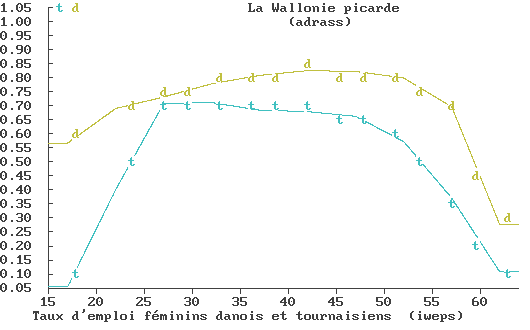 1.05 t d La Wallonie picarde
1.00 (adrass)
0.95
0.90
0.85 d
0.80 d d d d d d
0.75 d d d
0.70 d t t t t t t d
0.65 t t
0.60 d t
0.55
0.50 t t
0.45 d
0.40
0.35 t
0.30 d
0.25
0.20 t
0.15
0.10 t t
0.05
15 20 25 30 35 40 45 50 55 60
Taux d'emploi féminins danois et tournaisiens (iweps)